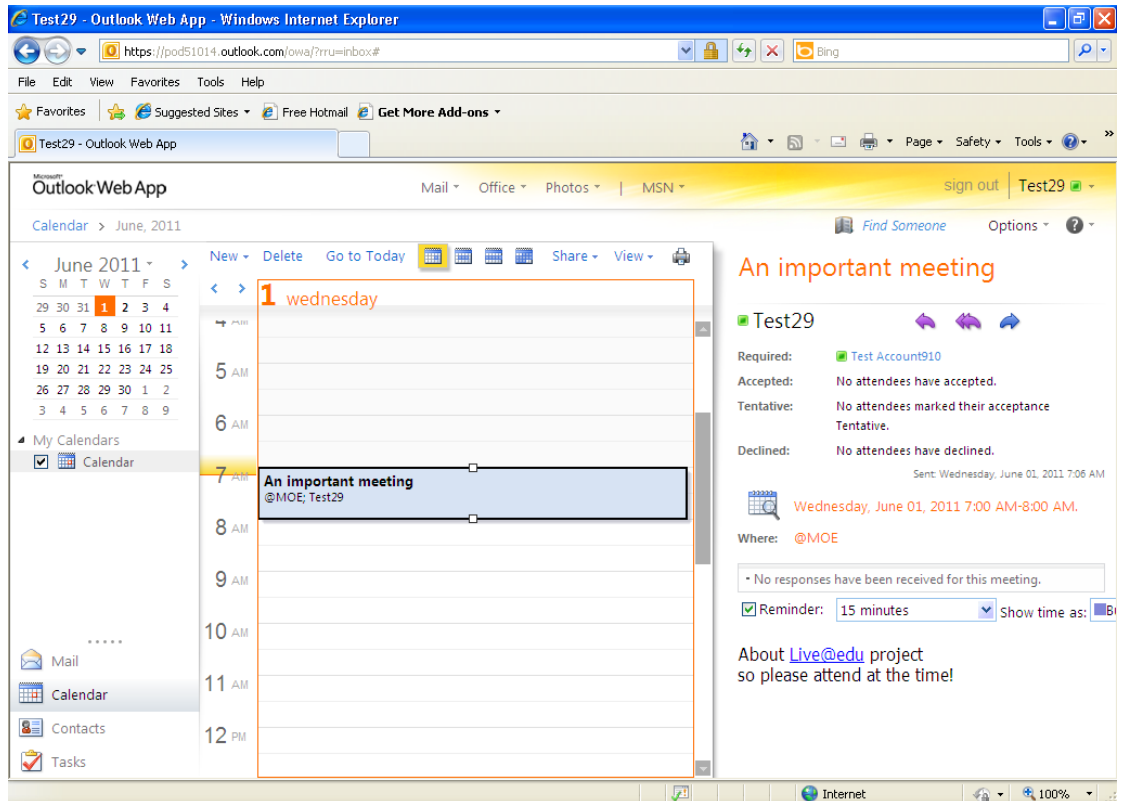 Test29 - Outlook Web App - Windows Internet Explorer
https://pod51014.outlook.com/owa/?rru=inbox#
Bing
File Edit View Favorites Tools Help
Favorites Suggested Sites Free Hotmail Get More Add-ons
Test29 - Outlook Web App
Page Safety Tools »
Microsoft
Outlook Web App
Mail Office Photos | MSN
sign out Test29
Calendar > June, 2011
Find Someone Options
June 2011
S M T W T F S
29 30 31 1 2 3 4
5 6 7 8 9 10 11
12 13 14 15 16 17 18
19 20 21 22 23 24 25
26 27 28 29 30 1 2
3 4 5 6 7 8 9
My Calendars
Calendar
Mail
Calendar
Contacts
Tasks
New Delete Go to Today Share View
1 wednesday
4 AM
5 AM
6 AM
7 AM
An important meeting
@MOE; Test29
8 AM
9 AM
10 AM
11 AM
12 PM
An important meeting
Test29
Required: Test Account910
Accepted: No attendees have accepted.
Tentative: No attendees marked their acceptance
Tentative.
Declined: No attendees have declined.
Sent: Wednesday, June 01, 2011 7:06 AM
Wednesday, June 01, 2011 7:00 AM-8:00 AM.
Where: @MOE
• No responses have been received for this meeting.
Reminder: 15 minutes Show time as:
About Live@edu project
so please attend at the time!
Internet 100%